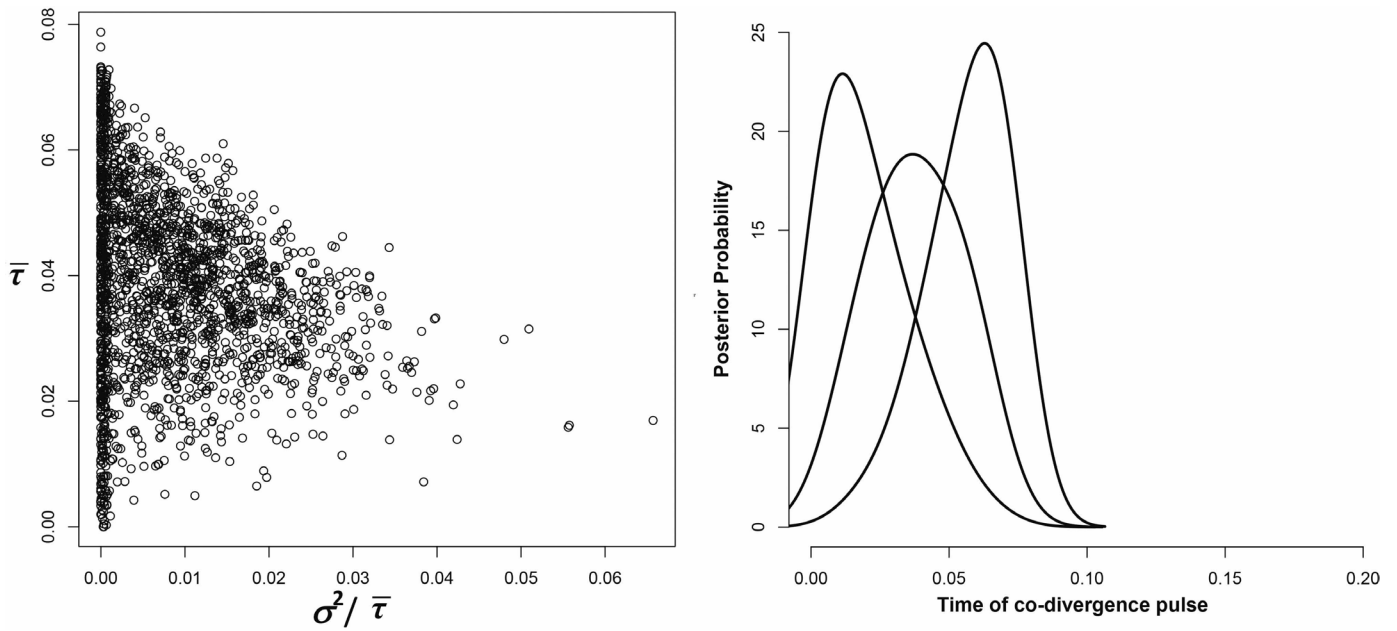 0.08
0.06
0.04
0.02
0.00
τ̅
0.00 0.01 0.02 0.03 0.04 0.05 0.06
σ²/ τ̅
25
20
15
10
5
0
Posterior Probability
0.00 0.05 0.10 0.15 0.20
Time of co-divergence pulse